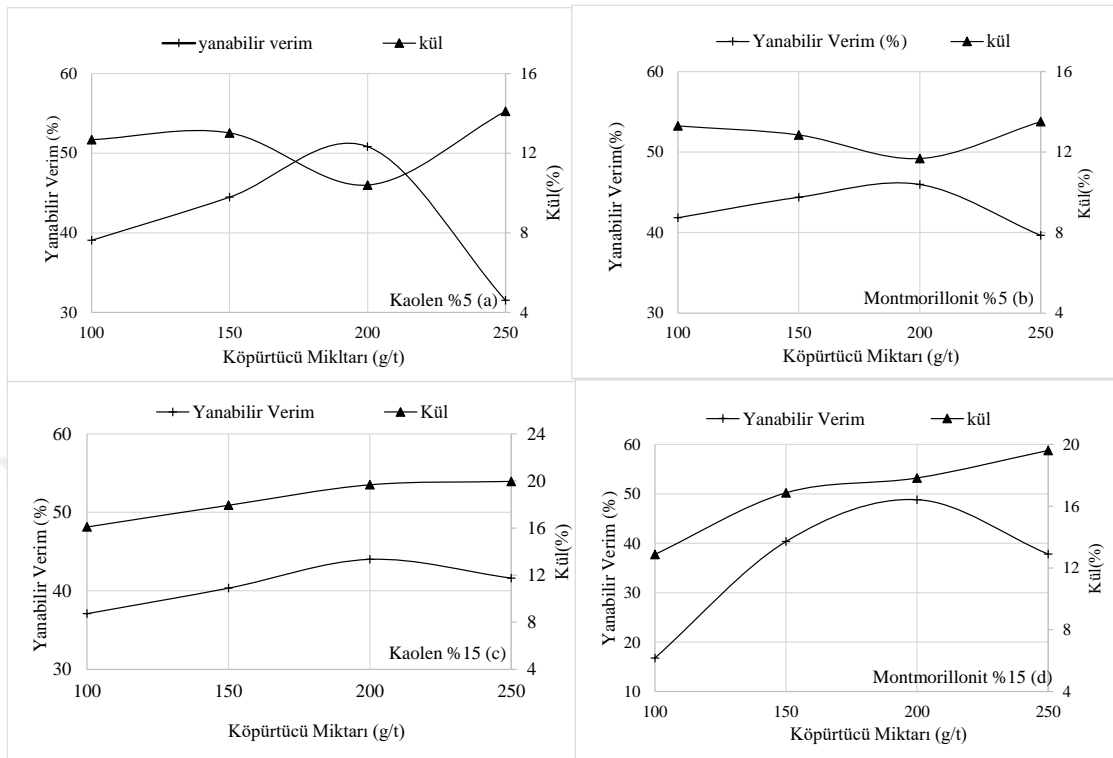 yanabilir verim kül
60
50
40
30
16
12
8
4
100 150 200 250
Yanabilir Verim (%)
Kül(%)
Kaolen %5 (a)
Köpürtücü Mikltarı (g/t)
Yanabilir Verim (%) kül
60
50
40
30
16
12
8
4
100 150 200 250
Yanabilir Verim(%)
Kül(%)
Montmorillonit %5 (b)
Köpürtücü Miktarı (g/t)
Yanabilir Verim Kül
60
50
40
30
24
20
16
12
8
4
100 150 200 250
Yanabilir Verim (%)
Kül(%)
Kaolen %15 (c)
Köpürtücü Miktarı (g/t)
Yanabilir Verim kül
60
50
40
30
20
10
20
16
12
8
4
100 150 200 250
Yanabilir Verim (%)
Kül(%)
Montmorillonit %15 (d)
Köpürtücü Miktarı (g/t)